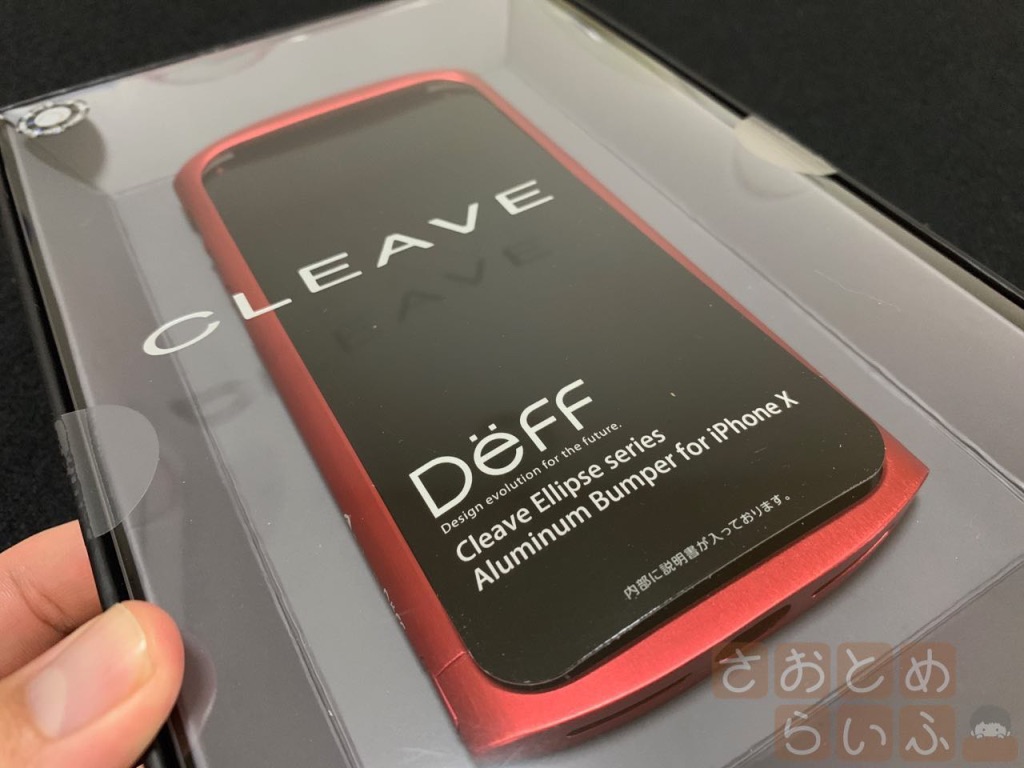 CLEAVE
Dëff
Design evolution for the future.
Cleave Ellipse series
Aluminum Bumper for iPhone X
内部に説明書が入っております。
さおとめ
らいふ